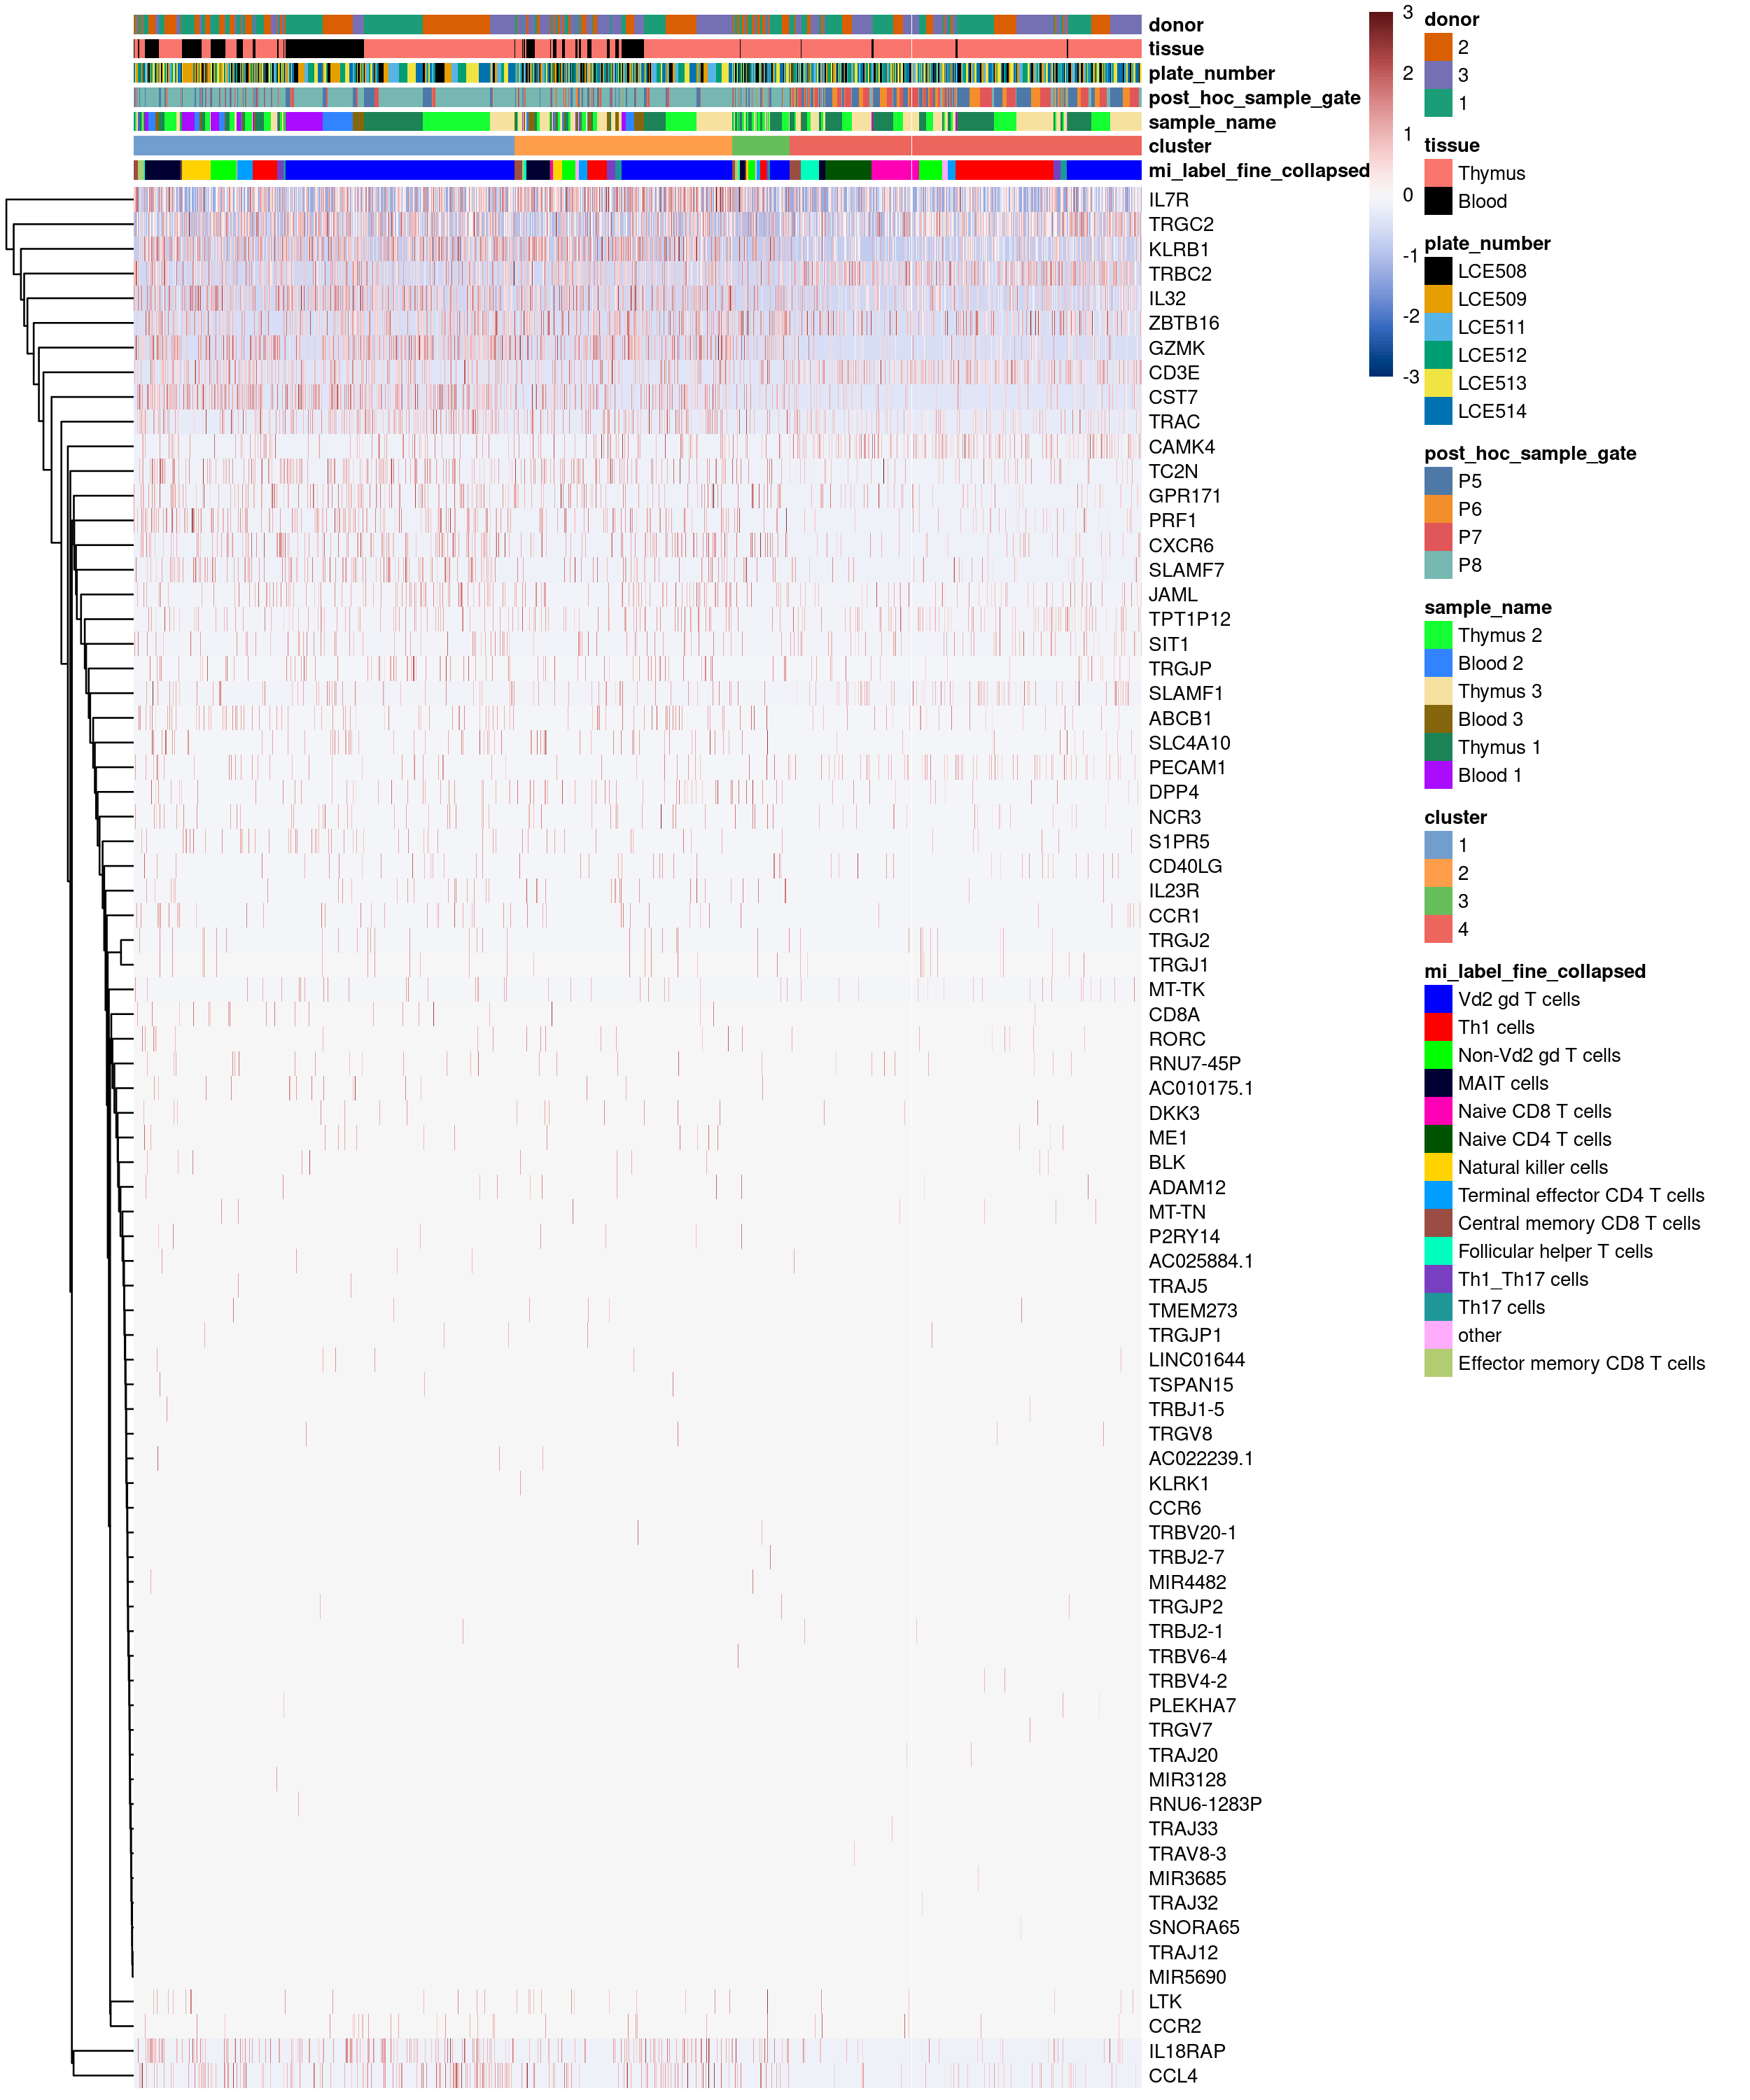 donor
tissue
plate_number
post_hoc_sample_gate
sample_name
cluster
mi_label_fine_collapsed
IL7R
TRGC2
KLRB1
TRBC2
IL32
ZBTB16
GZMK
CD3E
CST7
TRAC
CAMK4
TC2N
GPR171
PRF1
CXCR6
SLAMF7
JAML
TPT1P12
SIT1
TRGJP
SLAMF1
ABCB1
SLC4A10
PECAM1
DPP4
NCR3
S1PR5
CD40LG
IL23R
CCR1
TRGJ2
TRGJ1
MT-TK
CD8A
RORC
RNU7-45P
AC010175.1
DKK3
ME1
BLK
ADAM12
MT-TN
P2RY14
AC025884.1
TRAJ5
TMEM273
TRGJP1
LINC01644
TSPAN15
TRBJ1-5
TRGV8
AC022239.1
KLRK1
CCR6
TRBV20-1
TRBJ2-7
MIR4482
TRGJP2
TRBJ2-1
TRBV6-4
TRBV4-2
PLEKHA7
TRGV7
TRAJ20
MIR3128
RNU6-1283P
TRAJ33
TRAV8-3
MIR3685
TRAJ32
SNORA65
TRAJ12
MIR5690
LTK
CCR2
IL18RAP
CCL4
3
2
1
0
-1
-2
-3
donor
2
3
1
tissue
Thymus
Blood
plate_number
LCE508
LCE509
LCE511
LCE512
LCE513
LCE514
post_hoc_sample_gate
P5
P6
P7
P8
sample_name
Thymus 2
Blood 2
Thymus 3
Blood 3
Thymus 1
Blood 1
cluster
1
2
3
4
mi_label_fine_collapsed
Vd2 gd T cells
Th1 cells
Non-Vd2 gd T cells
MAIT cells
Naive CD8 T cells
Naive CD4 T cells
Natural killer cells
Terminal effector CD4 T cells
Central memory CD8 T cells
Follicular helper T cells
Th1_Th17 cells
Th17 cells
other
Effector memory CD8 T cells